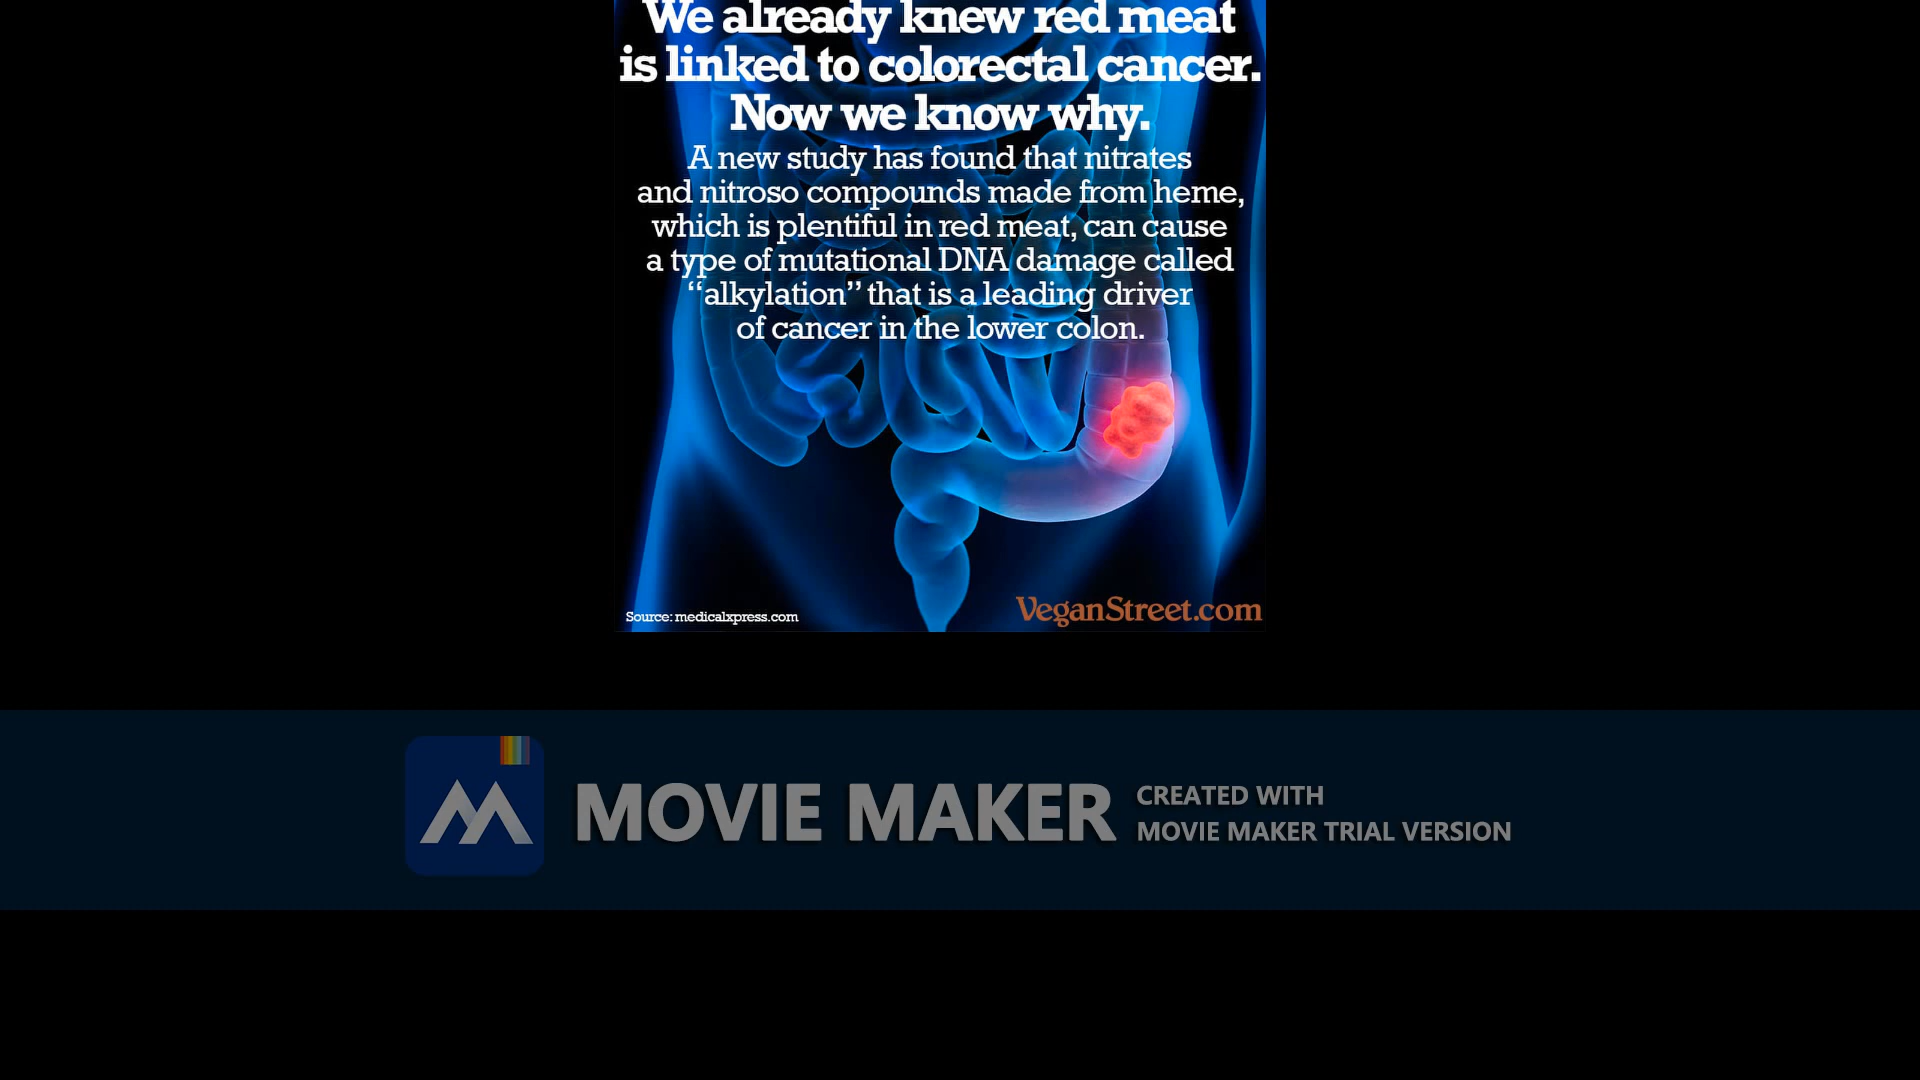 We already knew red meat
is linked to colorectal cancer.
Now we know why.
A new study has found that nitrates
and nitroso compounds made from heme,
which is plentiful in red meat, can cause
a type of mutational DNA damage called
“alkylation” that is a leading driver
of cancer in the lower colon.
Source: medicalxpress.com
VeganStreet.com
MOVIE MAKER
CREATED WITH
MOVIE MAKER TRIAL VERSION